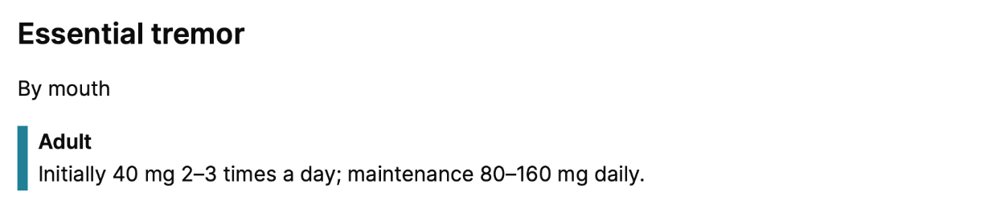 Essential tremor
By mouth
Adult
Initially 40 mg 2–3 times a day; maintenance 80–160 mg daily.